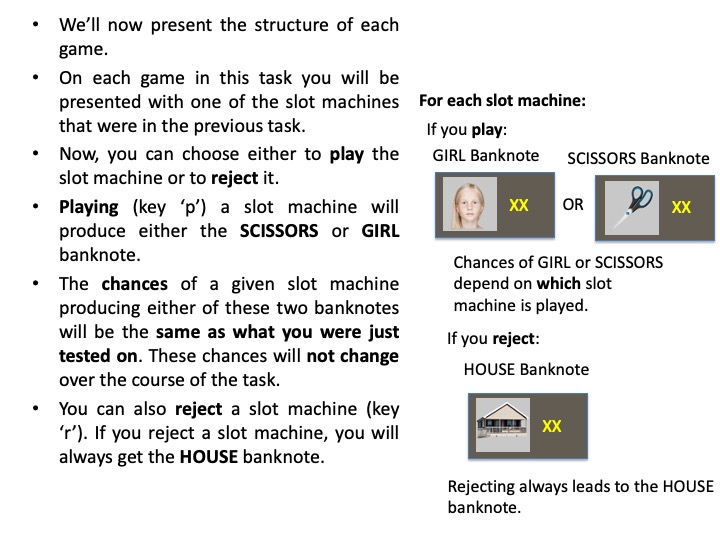 • We’ll now present the structure of each
game.
• On each game in this task you will be
presented with one of the slot machines
that were in the previous task.
• Now, you can choose either to play the
slot machine or to reject it.
• Playing (key ‘p’) a slot machine will
produce either the SCISSORS or GIRL
banknote.
• The chances of a given slot machine
producing either of these two banknotes
will be the same as what you were just
tested on. These chances will not change
over the course of the task.
• You can also reject a slot machine (key
‘r’). If you reject a slot machine, you will
always get the HOUSE banknote.
For each slot machine:
If you play:
GIRL Banknote
SCISSORS Banknote
XX
OR
XX
Chances of GIRL or SCISSORS
depend on which slot
machine is played.
If you reject:
HOUSE Banknote
XX
Rejecting always leads to the HOUSE
banknote.